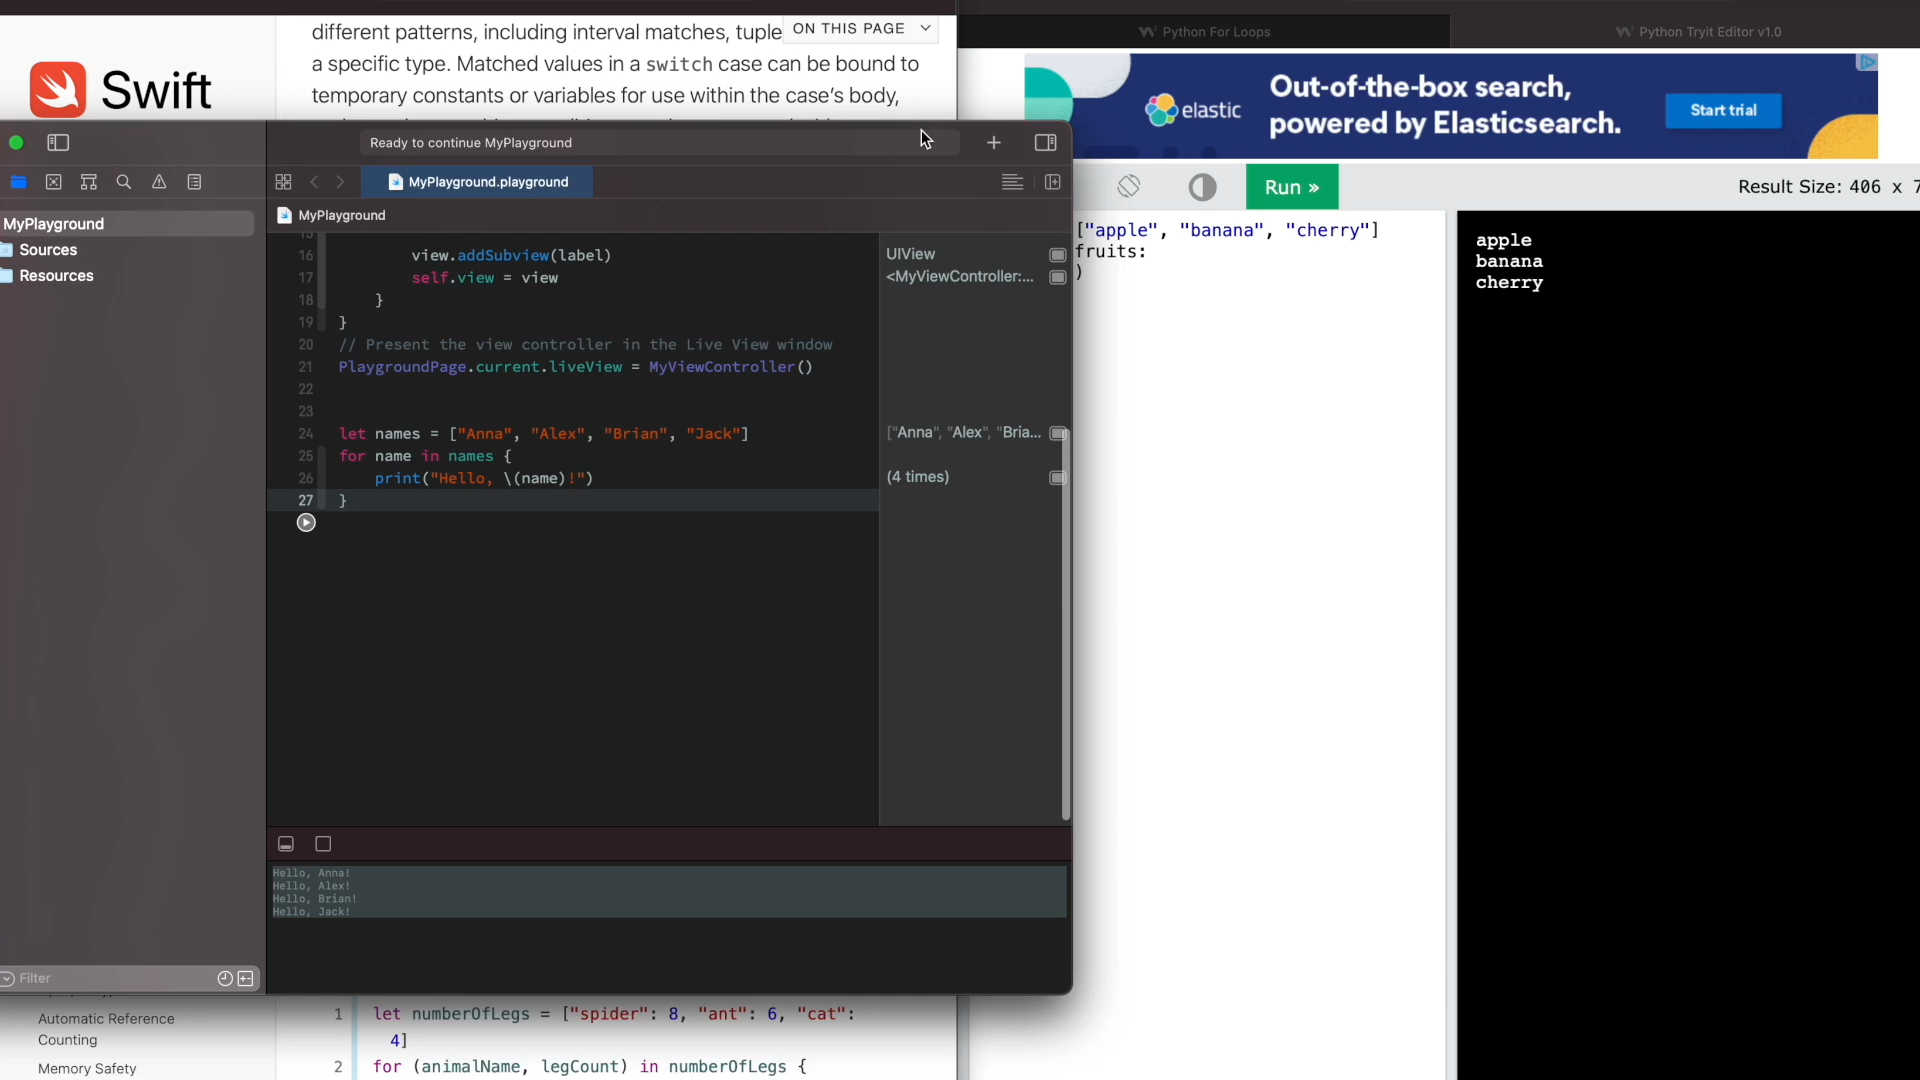 different patterns, including interval matches, tuple
ON THIS PAGE
a specific type. Matched values in a switch case can be bound to
temporary constants or variables for use within the case's body,
Swift
Python For Loops
Python Tryit Editor v1.0
elastic
Out-of-the-box search,
powered by Elasticsearch.
Start trial
Ready to continue MyPlayground
MyPlayground.playground
MyPlayground
MyPlayground
Sources
Resources
15
16 view.addSubview(label)
17 self.view = view
18 }
19 }
20 // Present the view controller in the Live View window
21 PlaygroundPage.current.liveView = MyViewController()
22
23
24 let names = ["Anna", "Alex", "Brian", "Jack"]
25 for name in names {
26 print("Hello, \(name)!")
27 }
UIView
<MyViewController:...
["Anna", "Alex", "Bria...
(4 times)
Hello, Anna!
Hello, Alex!
Hello, Brian!
Hello, Jack!
Filter
Run »
Result Size: 406 x 7
["apple", "banana", "cherry"]
fruits:
)
apple
banana
cherry
Automatic Reference
Counting
Memory Safety
1 let numberOfLegs = ["spider": 8, "ant": 6, "cat":
4]
2 for (animalName, legCount) in numberOfLegs {